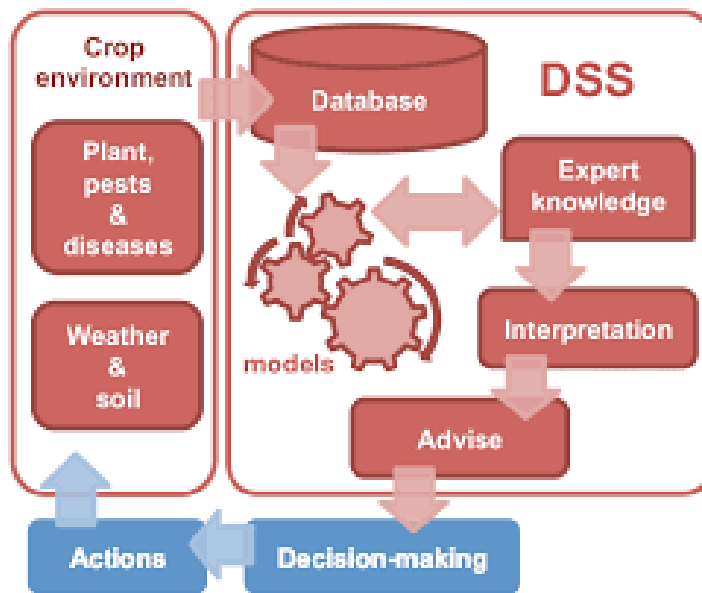 Crop
environment
Plant,
pests
&
diseases
Weather
&
soil
DSS
Database
Expert
knowledge
models
Interpretation
Advise
Decision-making
Actions